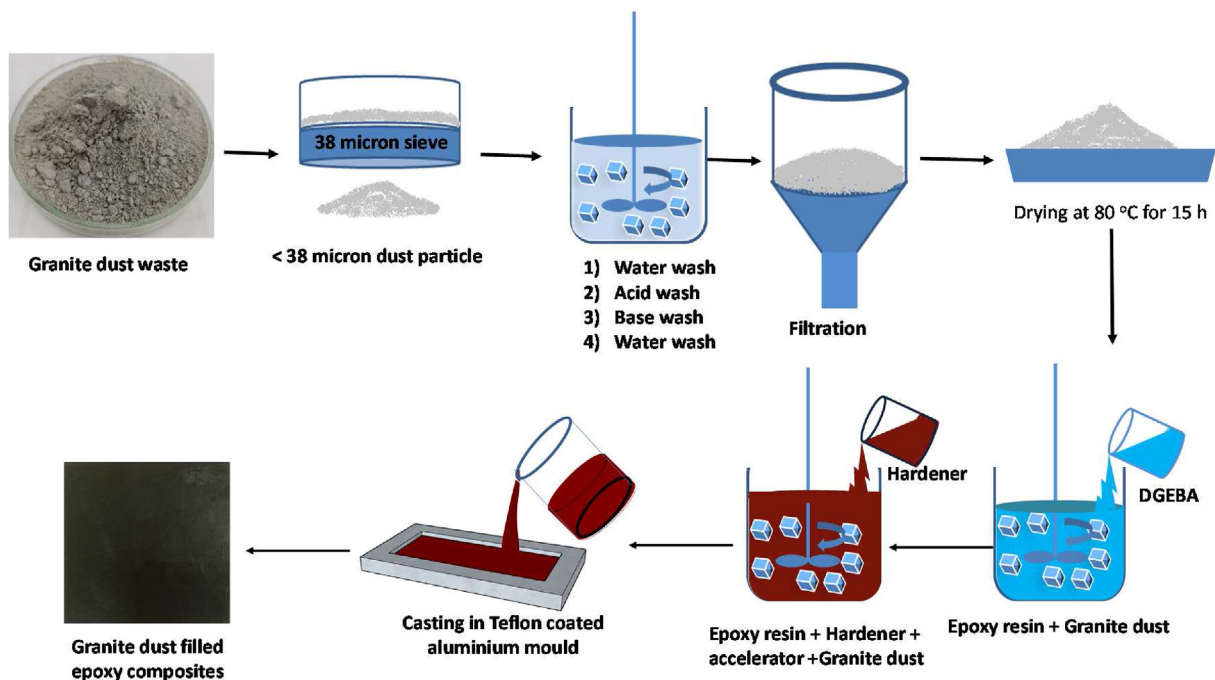 38 micron sieve
Granite dust waste
< 38 micron dust particle
1) Water wash
2) Acid wash
3) Base wash
4) Water wash
Filtration
Drying at 80 °C for 15 h
DGEBA
Epoxy resin + Granite dust
Hardener
Epoxy resin + Hardener +
accelerator +Granite dust
Casting in Teflon coated
aluminium mould
Granite dust filled
epoxy composites